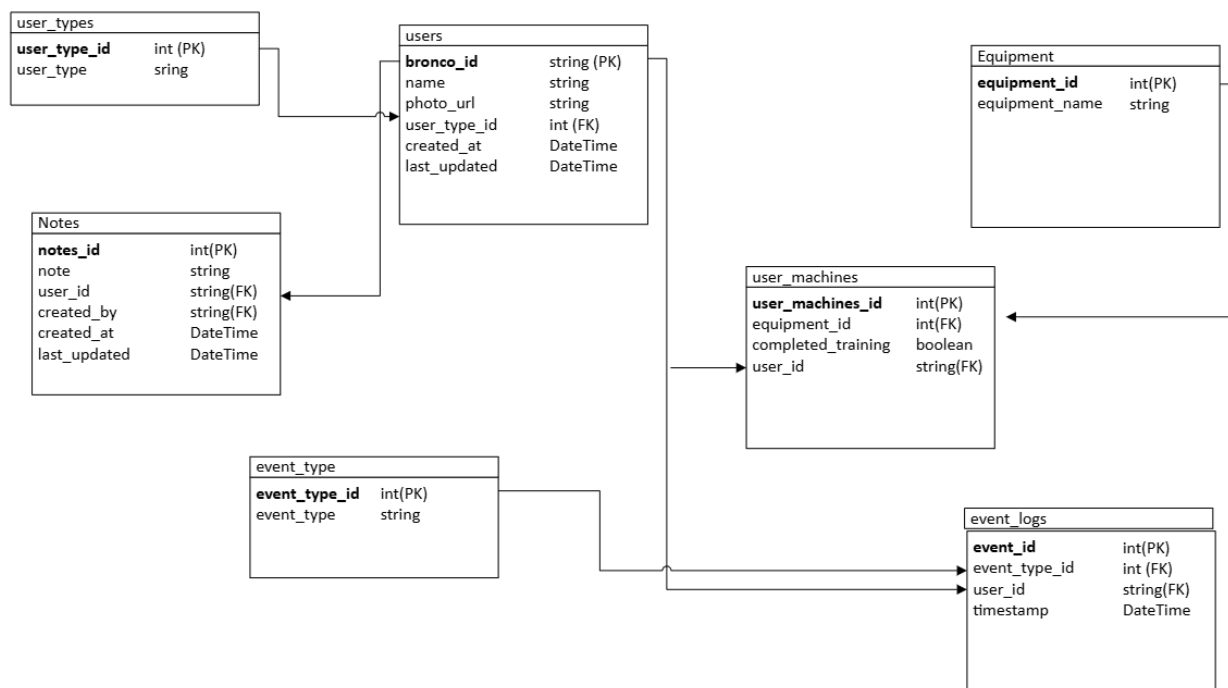 user_types
user_type_id int (PK)
user_type sring
users
bronco_id string (PK)
name string
photo_url string
user_type_id int (FK)
created_at DateTime
last_updated DateTime
Equipment
equipment_id int(PK)
equipment_name string
Notes
notes_id int(PK)
note string
user_id string(FK)
created_by string(FK)
created_at DateTime
last_updated DateTime
user_machines
user_machines_id int(PK)
equipment_id int(FK)
completed_training boolean
user_id string(FK)
event_type
event_type_id int(PK)
event_type string
event_logs
event_id int(PK)
event_type_id int (FK)
user_id string(FK)
timestamp DateTime